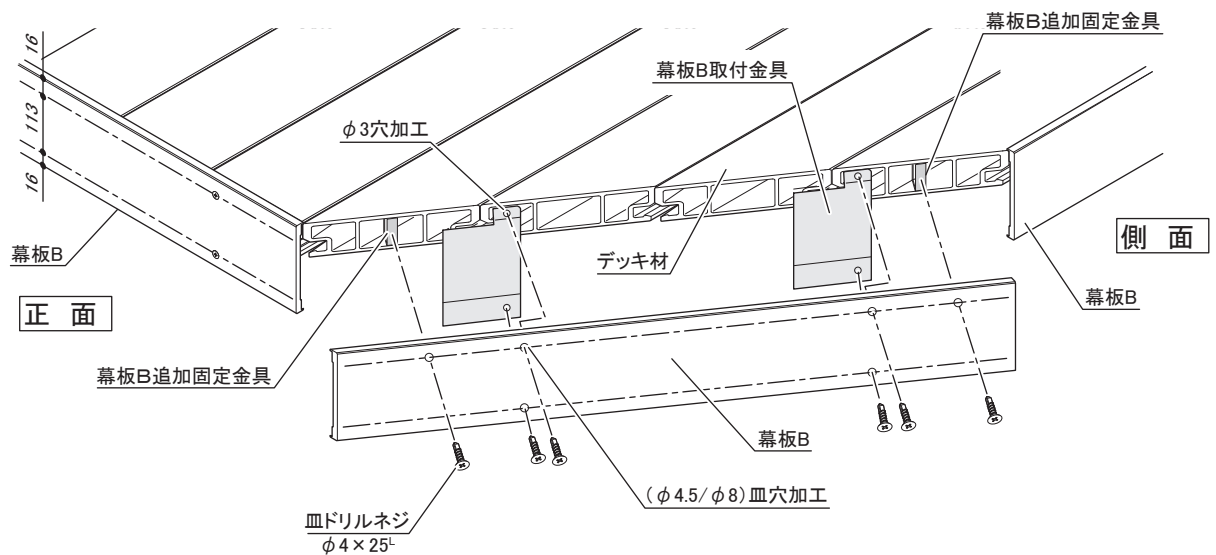 幕板B追加固定金具
幕板B取付金具
φ3穴加工
16
113
16
幕板B
正 面
デッキ材
側 面
幕板B
幕板B追加固定金具
幕板B
(φ4.5/φ8)皿穴加工
皿ドリルネジ
φ4×25ᴸ